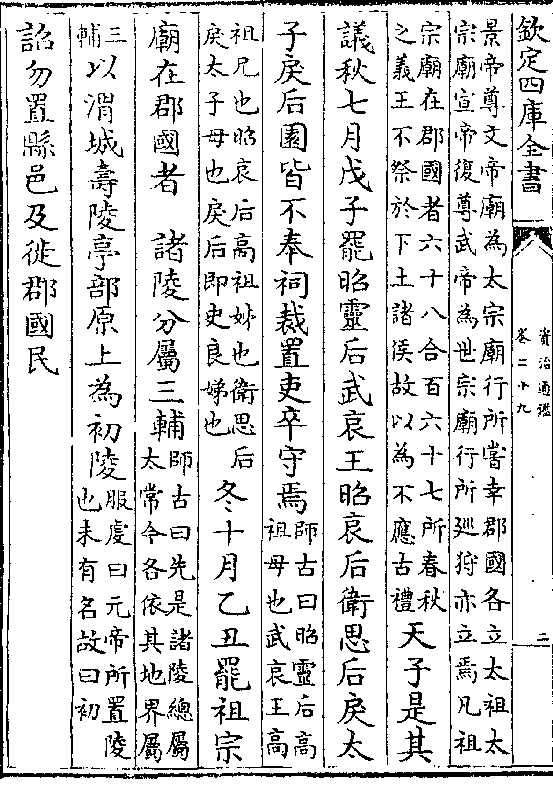 欽定四庫全書
資治通鑑
卷二十九
二
景帝尊文帝廟為太宗廟行所嘗幸郡國各立太祖太
宗廟宣帝復尊武帝為世宗廟行所廵狩亦立焉凡祖
宗廟在郡國者六十八合百六十七所春秋
之義王不祭於下土諸侯故以為不應古禮
天子是其
議秋七月戊子罷昭靈后武哀王昭哀后衛思后戾太
子戾后園皆不奉祠裁置吏卒守焉
師古曰昭靈后高
祖母也武哀王高
祖兄也昭哀后高祖姊也衛思后
戾太子母也戾后即史良娣也
冬十月乙丑罷祖宗
廟在郡國者 諸陵分屬三輔
師古曰先是諸陵總屬
太常今各依其地界屬
三
輔
以渭城壽陵亭部原上為初陵
服虔曰元帝所置陵
也未有名故曰初
詔勿置縣邑及徙郡國民